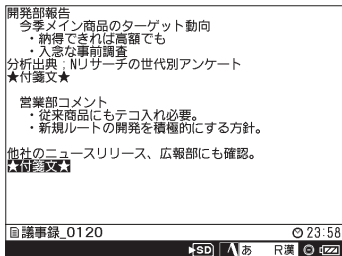 開発部報告
　今季メイン商品のターゲット動向
　　・納得できれば高額でも
　　・入念な事前調査
分析出典；Nリサーチの世代別アンケート
★付箋文★
　営業部コメント
　　・従来商品にもテコ入れ必要。
　　・新規ルートの開発を積極的にする方針。
他社のニュースリリース、広報部にも確認。
★付箋文★
議事録_0120 23:58
SD あ R漢